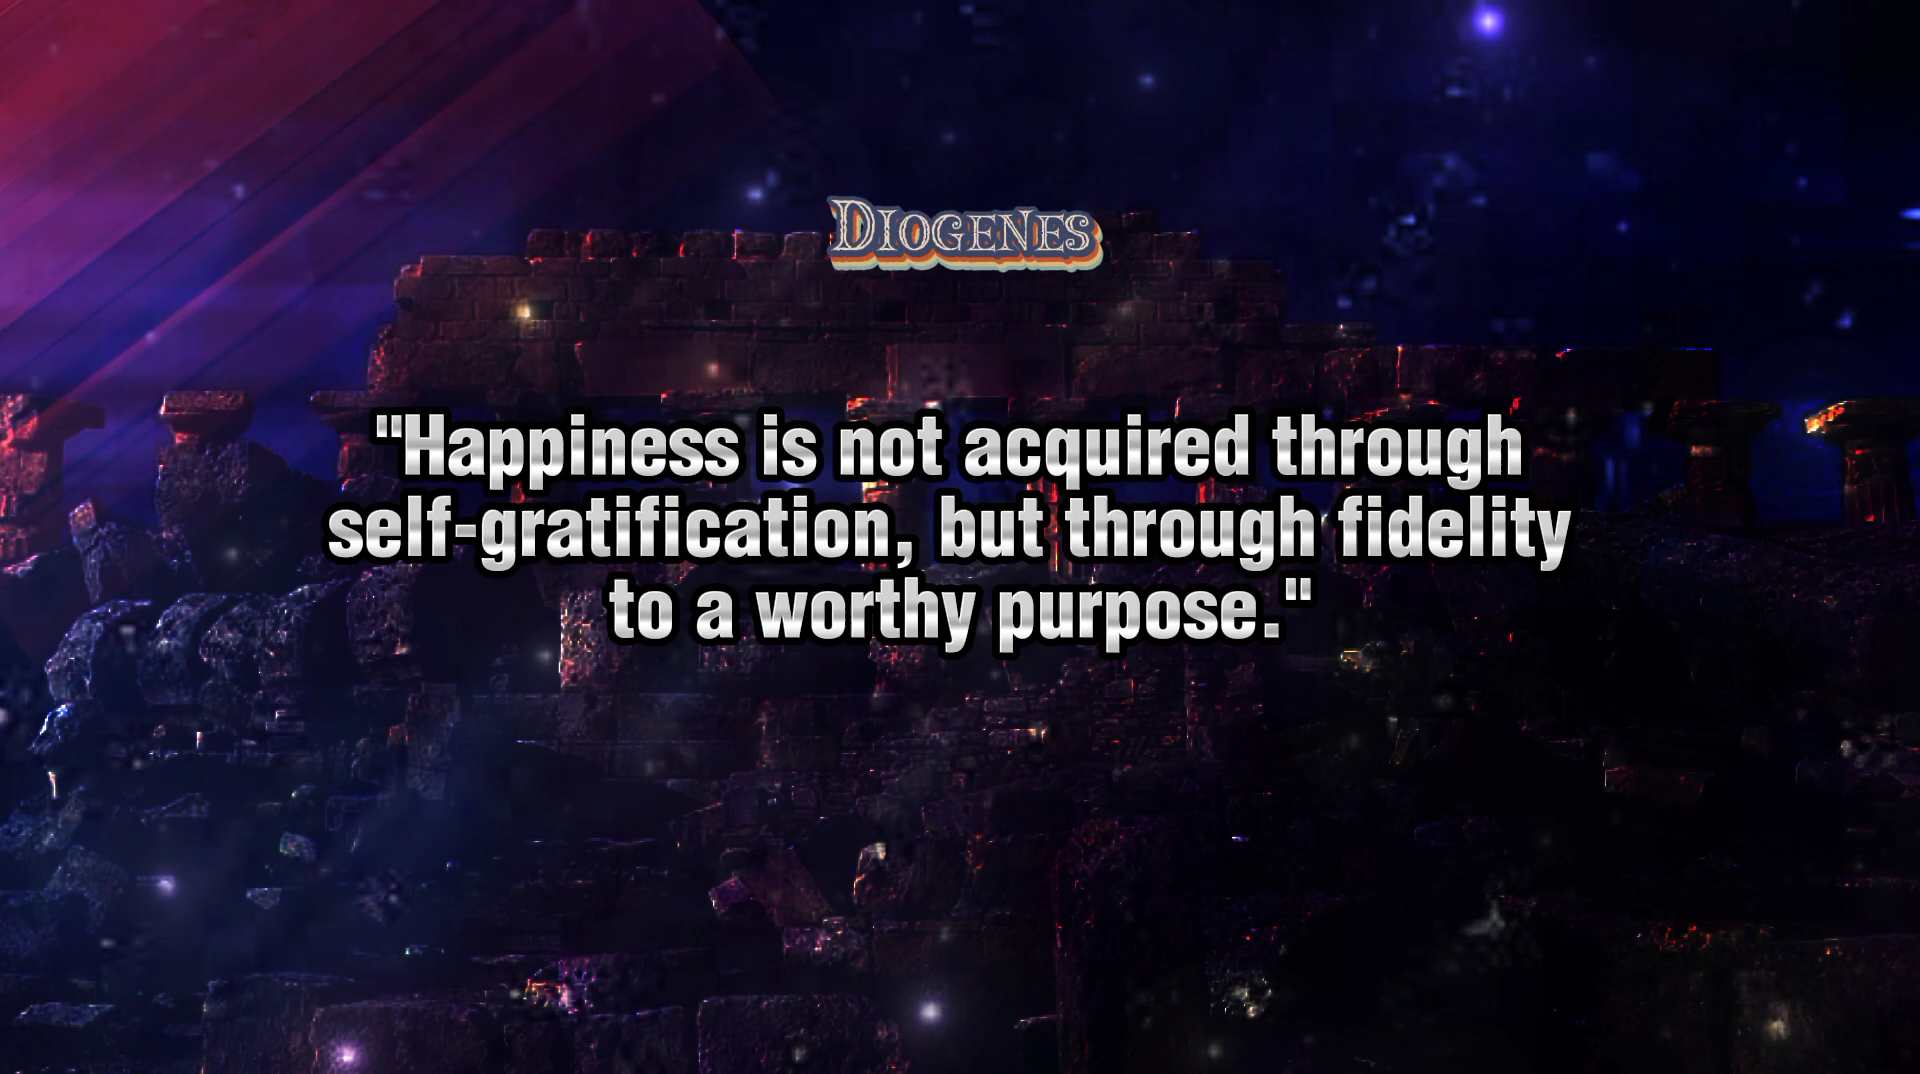 DIOGENES
"Happiness is not acquired through
self-gratification, but through fidelity
to a worthy purpose."